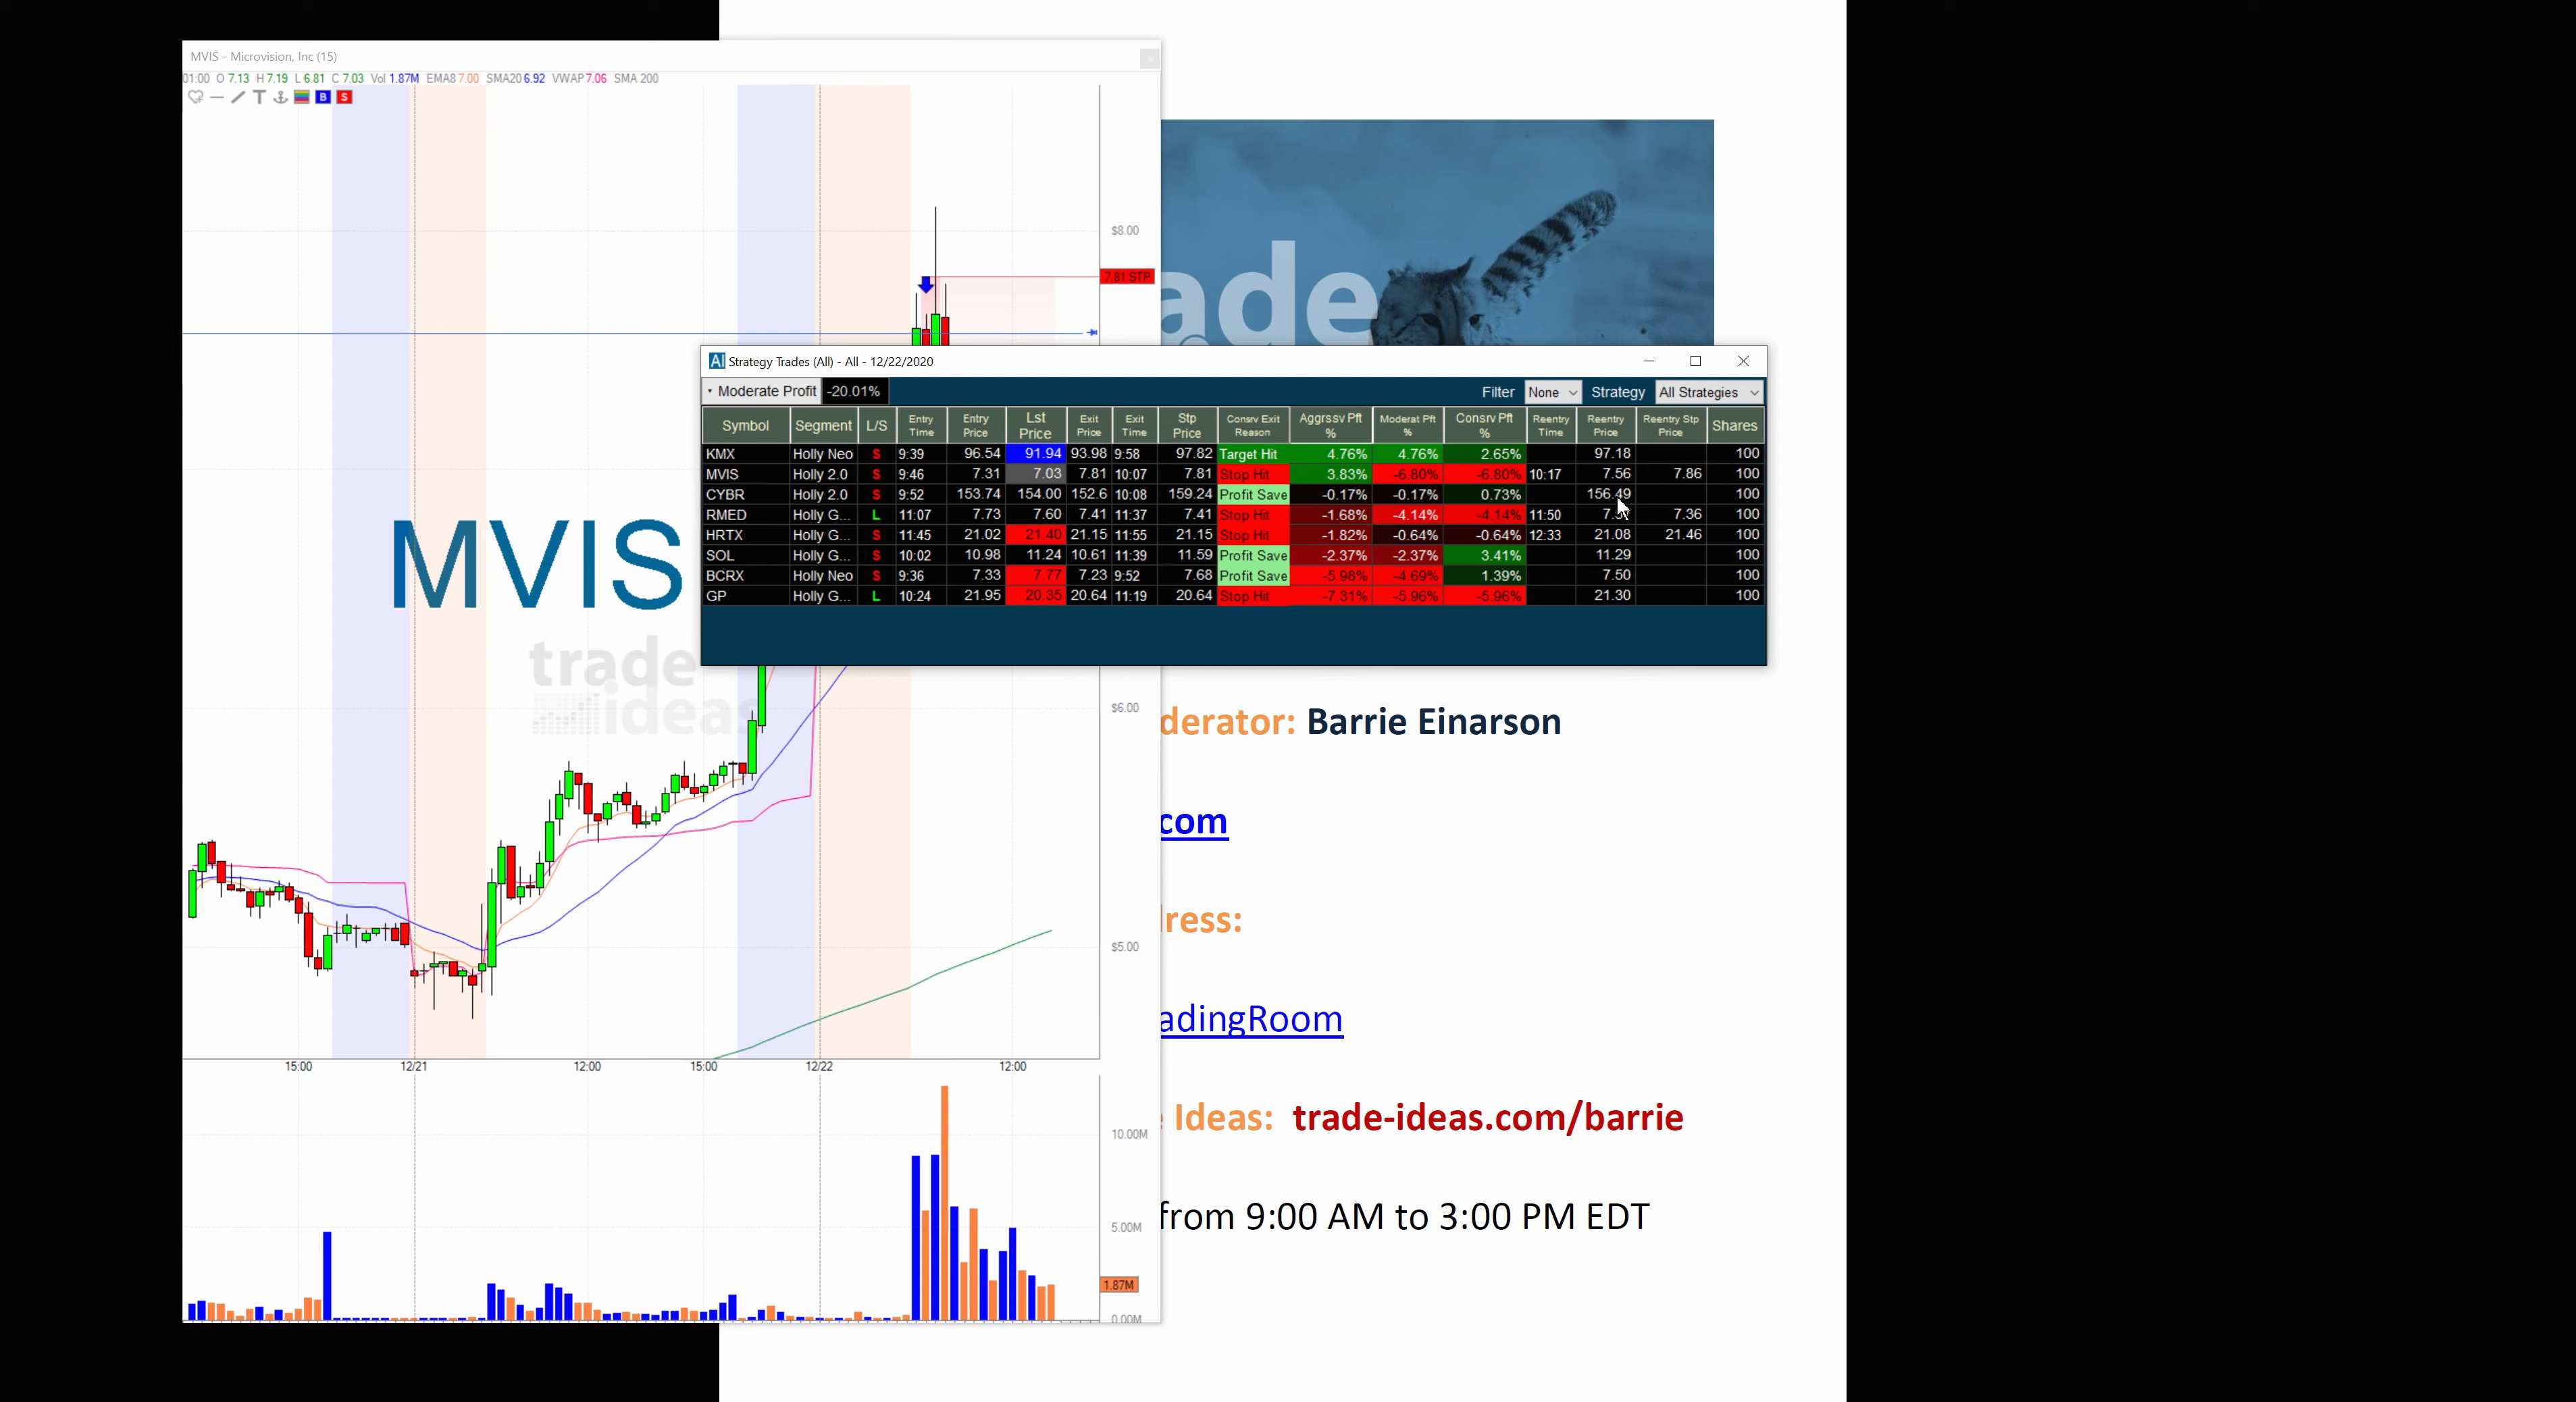 MVIS - Microvision, Inc (15)
01:00 O 7.13 H 7.19 L 6.81 C 7.03 Vol 1.87M EMA8 7.00 SMA20 6.92 VWAP 7.06 SMA 200
T B S
$8.00
7.81 STP
ade
AI Strategy Trades (All) - All - 12/22/2020
Moderate Profit -20.01% Filter None Strategy All Strategies
Symbol Segment L/S Entry Time Entry Price Lst Price Exit Price Exit Time Stp Price Consrv Exit Reason Aggrssv Pft % Moderat Pft % Consrv Pft % Reentry Time Reentry Price Reentry Stp Price Shares
KMX Holly Neo S 9:39 96.54 91.94 93.98 9:58 97.82 Target Hit 4.76% 4.76% 2.65% 97.18 100
MVIS Holly 2.0 S 9:46 7.31 7.03 7.81 10:07 7.81 Stop Hit 3.83% -6.80% -6.80% 10:17 7.56 7.86 100
CYBR Holly 2.0 S 9:52 153.74 154.00 152.6 10:08 159.24 Profit Save -0.17% -0.17% 0.73% 156.49 100
RMED Holly G... L 11:07 7.73 7.60 7.41 11:37 7.41 Stop Hit -1.68% -4.14% -4.14% 11:50 7.36 100
HRTX Holly G... S 11:45 21.02 21.40 21.15 11:55 21.15 Stop Hit -1.82% -0.64% -0.64% 12:33 21.08 21.46 100
SOL Holly G... S 10:02 10.98 11.24 10.61 11:39 11.59 Profit Save -2.37% -2.37% 3.41% 11.29 100
BCRX Holly Neo S 9:36 7.33 7.77 7.23 9:52 7.68 Profit Save -5.98% -4.69% 1.39% 7.50 100
GP Holly G... L 10:24 21.95 20.35 20.64 11:19 20.64 Stop Hit -7.31% -5.96% -5.96% 21.30 100
MVIS
trade
ideas
$6.00
derator: Barrie Einarson
.com
$5.00
dress:
adingRoom
15:00 12/21 12:00 15:00 12/22 12:00
Ideas: trade-ideas.com/barrie
10.00M
from 9:00 AM to 3:00 PM EDT
5.00M
1.87M
0.00M